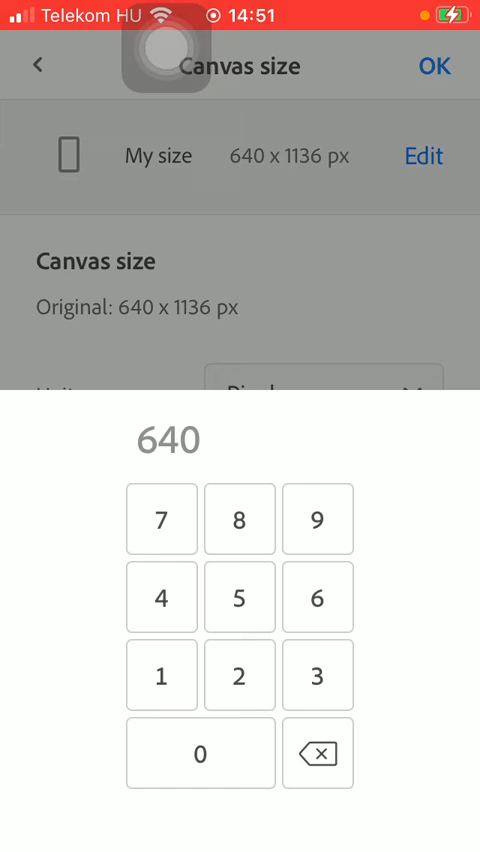 Telekom HU 14:51
Canvas size OK
My size 640 x 1136 px Edit
Canvas size
Original: 640 x 1136 px
640
7 8 9
4 5 6
1 2 3
0